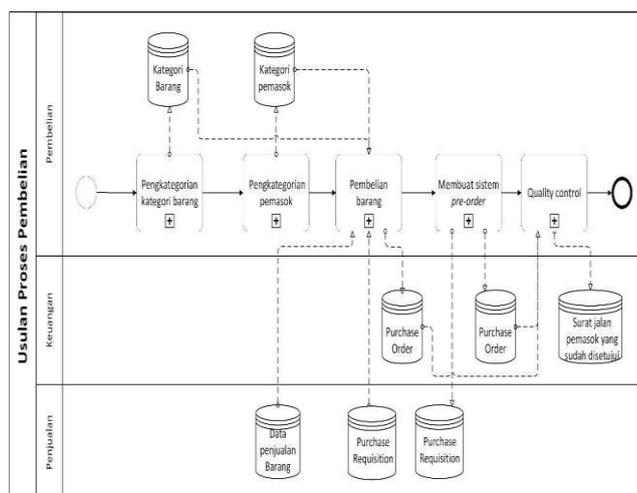 Usulan Proses Pembelian
Pembelian
Kategori
Barang
Kategori
pemasok
Pengkategorian
kategori barang
Pengkategorian
pemasok
Pembelian
barang
Membuat sistem
pre-order
Quality control
Keuangan
Purchase
Order
Purchase
Order
Surat jalan
pemasok yang
sudah disetujui
Penjualan
Data
penjualan
Barang
Purchase
Requisition
Purchase
Requisition